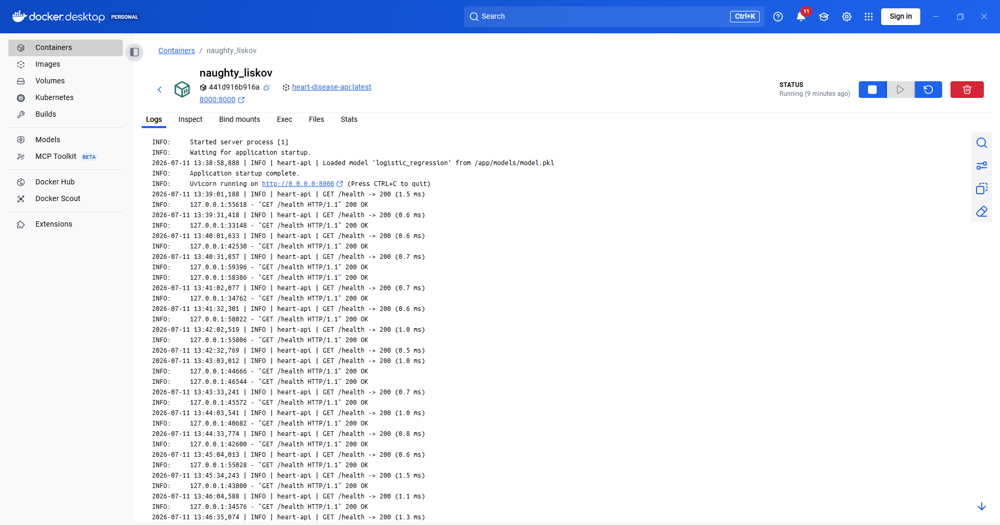 docker.desktop PERSONAL
Search
Ctrl+K
11
Sign in
Containers
Images
Volumes
Kubernetes
Builds
Models
MCP Toolkit BETA
Docker Hub
Docker Scout
Extensions
Containers / naughty_liskov
naughty_liskov
441d916b916a heart-disease-api:latest
8000:8000
STATUS
Running (9 minutes ago)
Logs Inspect Bind mounts Exec Files Stats
INFO: Started server process [1]
INFO: Waiting for application startup.
2026-07-11 13:38:58,888 | INFO | heart-api | Loaded model 'logistic_regression' from /app/models/model.pkl
INFO: Application startup complete.
INFO: Uvicorn running on http://0.0.0.0:8000 (Press CTRL+C to quit)
2026-07-11 13:39:01,188 | INFO | heart-api | GET /health -> 200 (1.5 ms)
INFO: 127.0.0.1:55618 - "GET /health HTTP/1.1" 200 OK
2026-07-11 13:39:31,418 | INFO | heart-api | GET /health -> 200 (0.6 ms)
INFO: 127.0.0.1:33148 - "GET /health HTTP/1.1" 200 OK
2026-07-11 13:40:01,633 | INFO | heart-api | GET /health -> 200 (0.6 ms)
INFO: 127.0.0.1:42530 - "GET /health HTTP/1.1" 200 OK
2026-07-11 13:40:31,857 | INFO | heart-api | GET /health -> 200 (0.7 ms)
INFO: 127.0.0.1:59396 - "GET /health HTTP/1.1" 200 OK
INFO: 127.0.0.1:58386 - "GET /health HTTP/1.1" 200 OK
2026-07-11 13:41:02,077 | INFO | heart-api | GET /health -> 200 (0.7 ms)
INFO: 127.0.0.1:34762 - "GET /health HTTP/1.1" 200 OK
2026-07-11 13:41:32,301 | INFO | heart-api | GET /health -> 200 (0.6 ms)
INFO: 127.0.0.1:58022 - "GET /health HTTP/1.1" 200 OK
2026-07-11 13:42:02,519 | INFO | heart-api | GET /health -> 200 (1.0 ms)
INFO: 127.0.0.1:55806 - "GET /health HTTP/1.1" 200 OK
2026-07-11 13:42:32,769 | INFO | heart-api | GET /health -> 200 (0.5 ms)
2026-07-11 13:43:03,012 | INFO | heart-api | GET /health -> 200 (1.0 ms)
INFO: 127.0.0.1:44666 - "GET /health HTTP/1.1" 200 OK
INFO: 127.0.0.1:46544 - "GET /health HTTP/1.1" 200 OK
2026-07-11 13:43:33,241 | INFO | heart-api | GET /health -> 200 (0.7 ms)
INFO: 127.0.0.1:45572 - "GET /health HTTP/1.1" 200 OK
2026-07-11 13:44:03,541 | INFO | heart-api | GET /health -> 200 (1.0 ms)
INFO: 127.0.0.1:40682 - "GET /health HTTP/1.1" 200 OK
2026-07-11 13:44:33,774 | INFO | heart-api | GET /health -> 200 (0.8 ms)
INFO: 127.0.0.1:42600 - "GET /health HTTP/1.1" 200 OK
2026-07-11 13:45:04,013 | INFO | heart-api | GET /health -> 200 (0.6 ms)
INFO: 127.0.0.1:55028 - "GET /health HTTP/1.1" 200 OK
2026-07-11 13:45:34,243 | INFO | heart-api | GET /health -> 200 (1.5 ms)
INFO: 127.0.0.1:43800 - "GET /health HTTP/1.1" 200 OK
2026-07-11 13:46:04,588 | INFO | heart-api | GET /health -> 200 (1.1 ms)
INFO: 127.0.0.1:34576 - "GET /health HTTP/1.1" 200 OK
2026-07-11 13:46:35,074 | INFO | heart-api | GET /health -> 200 (1.3 ms)